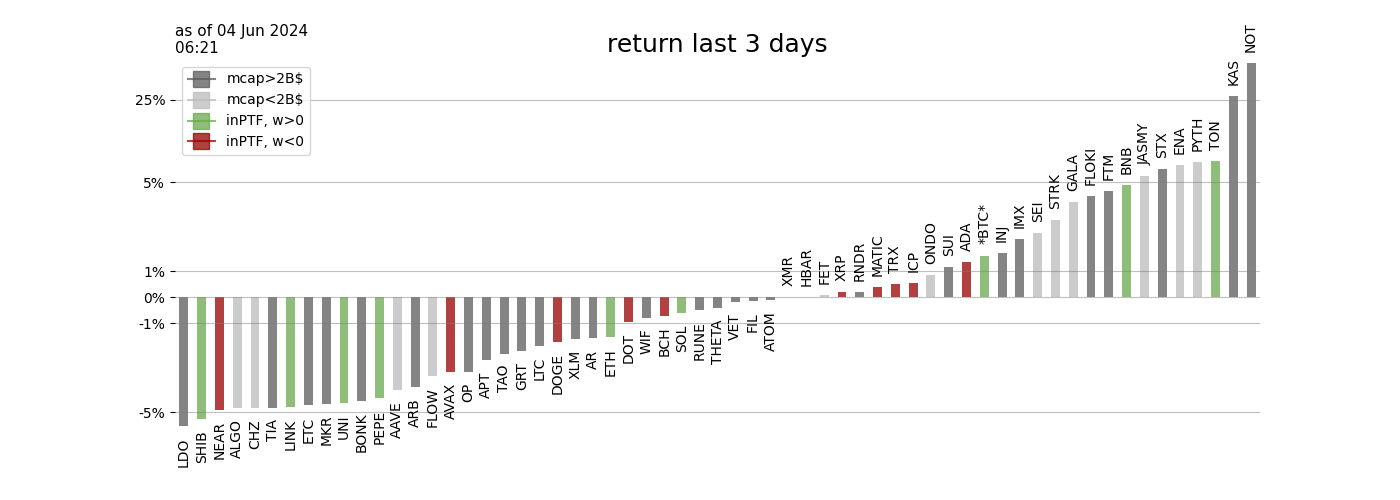 as of 04 Jun 2024
06:21
return last 3 days
mcap>2B$
mcap<2B$
inPTF, w>0
inPTF, w<0
25%
5%
1%
0%
-1%
-5%
LDO
SHIB
NEAR
ALGO
CHZ
TIA
LINK
ETC
MKR
UNI
BONK
PEPE
AAVE
ARB
FLOW
AVAX
OP
APT
TAO
GRT
LTC
DOGE
XLM
AR
ETH
DOT
WIF
BCH
SOL
RUNE
THETA
VET
FIL
ATOM
XMR
HBAR
FET
XRP
RNDR
MATIC
TRX
ICP
ONDO
SUI
ADA
*BTC*
INJ
IMX
SEI
STRK
GALA
FLOKI
FTM
BNB
JASMY
STX
ENA
PYTH
TON
KAS
NOT